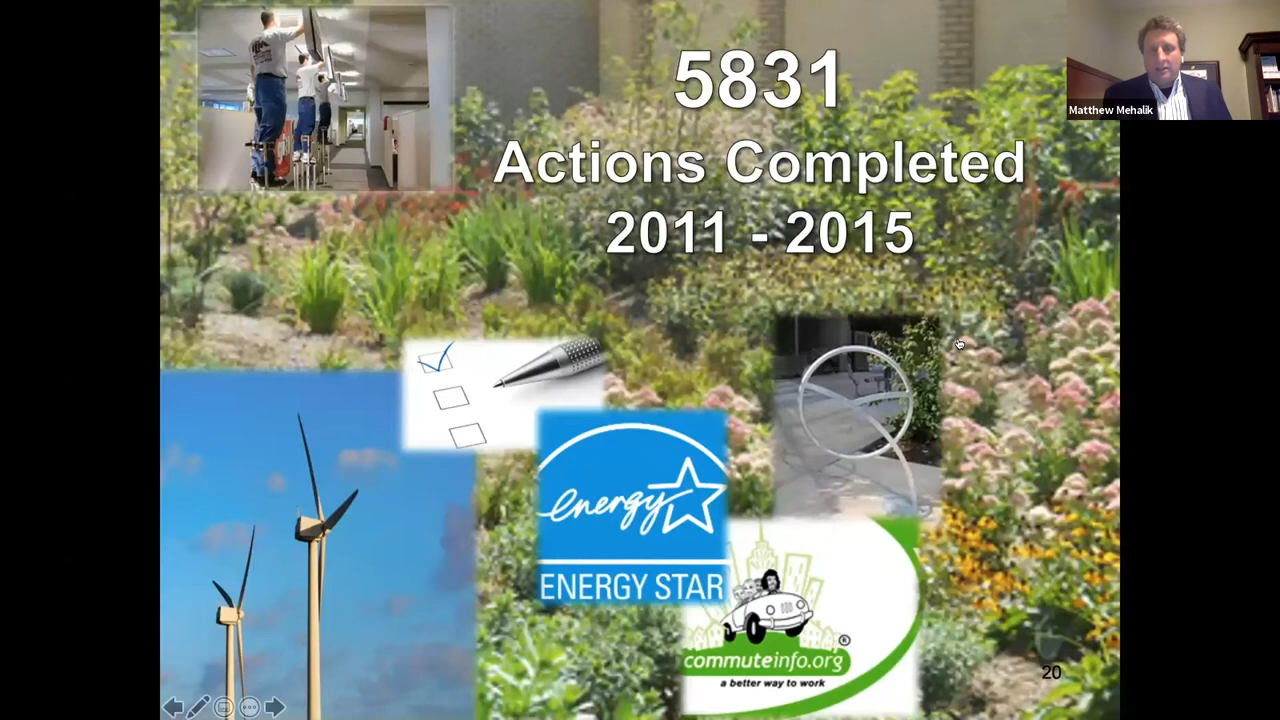 5831
Actions Completed
2011 - 2015
Matthew Mehalik
energy
ENERGY STAR
®
commuteinfo.org
a better way to work
20